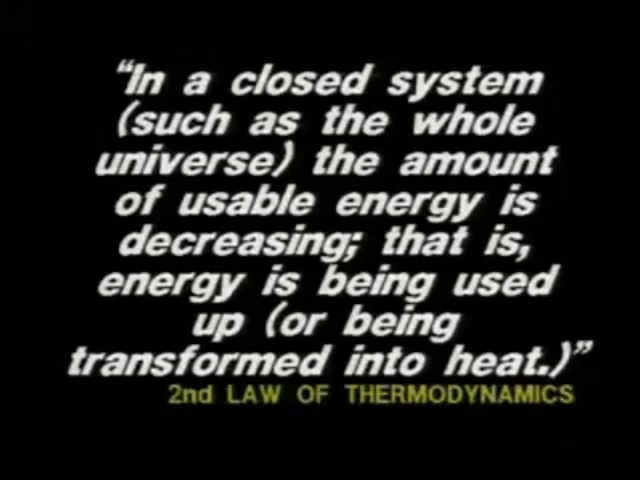 “In a closed system
(such as the whole
universe) the amount
of usable energy is
decreasing; that is,
energy is being used
up (or being
transformed into heat.)”
2nd LAW OF THERMODYNAMICS